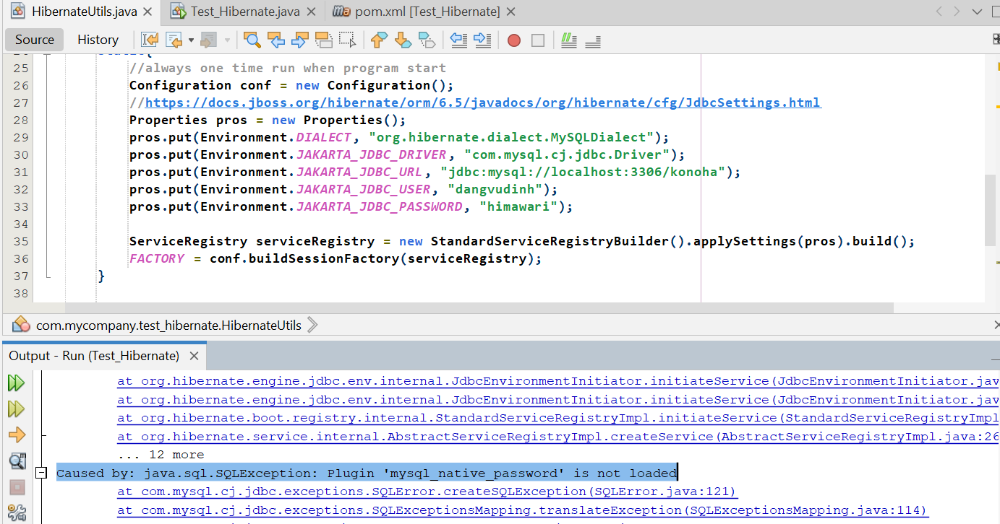 HibernateUtils.java
Test_Hibernate.java
pom.xml [Test_Hibernate]
Source
History
25 //always one time run when program start
26 Configuration conf = new Configuration();
27 //https://docs.jboss.org/hibernate/orm/6.5/javadocs/org/hibernate/cfg/JdbcSettings.html
28 Properties pros = new Properties();
29 pros.put(Environment.DIALECT, "org.hibernate.dialect.MySQLDialect");
30 pros.put(Environment.JAKARTA_JDBC_DRIVER, "com.mysql.cj.jdbc.Driver");
31 pros.put(Environment.JAKARTA_JDBC_URL, "jdbc:mysql://localhost:3306/konoha");
32 pros.put(Environment.JAKARTA_JDBC_USER, "dangvudinh");
33 pros.put(Environment.JAKARTA_JDBC_PASSWORD, "himawari");
34
35 ServiceRegistry serviceRegistry = new StandardServiceRegistryBuilder().applySettings(pros).build();
36 FACTORY = conf.buildSessionFactory(serviceRegistry);
37 }
38
com.mycompany.test_hibernate.HibernateUtils
Output - Run (Test_Hibernate)
at org.hibernate.engine.jdbc.env.internal.JdbcEnvironmentInitiator.initiateService(JdbcEnvironmentInitiator.jav
at org.hibernate.engine.jdbc.env.internal.JdbcEnvironmentInitiator.initiateService(JdbcEnvironmentInitiator.jav
at org.hibernate.boot.registry.internal.StandardServiceRegistryImpl.initiateService(StandardServiceRegistryImpl
at org.hibernate.service.internal.AbstractServiceRegistryImpl.createService(AbstractServiceRegistryImpl.java:26
... 12 more
Caused by: java.sql.SQLException: Plugin 'mysql_native_password' is not loaded
at com.mysql.cj.jdbc.exceptions.SQLError.createSQLException(SQLError.java:121)
at com.mysql.cj.jdbc.exceptions.SQLExceptionsMapping.translateException(SQLExceptionsMapping.java:114)